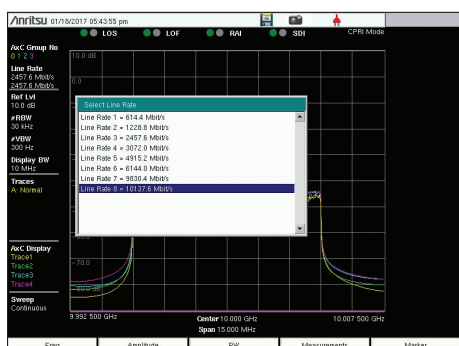 Anritsu 01/18/2017 05:43:55 pm
LOS LOF RAI SDI CPRI Mode
AxC Group No
0 1 2 3
Line Rate
2457.6 Mbit/s
2457.6 Mbit/s
Ref Lvl
10.0 dB
#RBW
30 kHz
#VBW
300 Hz
Display BW
10 MHz
Traces
A: Normal
AxC Display
Trace1
Trace2
Trace3
Trace4
Sweep
Continuous
10.0 dB
0.0
Select Line Rate
Line Rate 1 = 614.4 Mbit/s
Line Rate 2 = 1228.8 Mbit/s
Line Rate 3 = 2457.6 Mbit/s
Line Rate 4 = 3072.0 Mbit/s
Line Rate 5 = 4915.2 Mbit/s
Line Rate 6 = 6144.0 Mbit/s
Line Rate 7 = 9830.4 Mbit/s
Line Rate 8 = 10137.6 Mbit/s
-70.0
9.992 500 GHz Center 10.000 GHz 10.007 500 GHz
Span 15.000 MHz
Freq Amplitude BW Measurements Marker